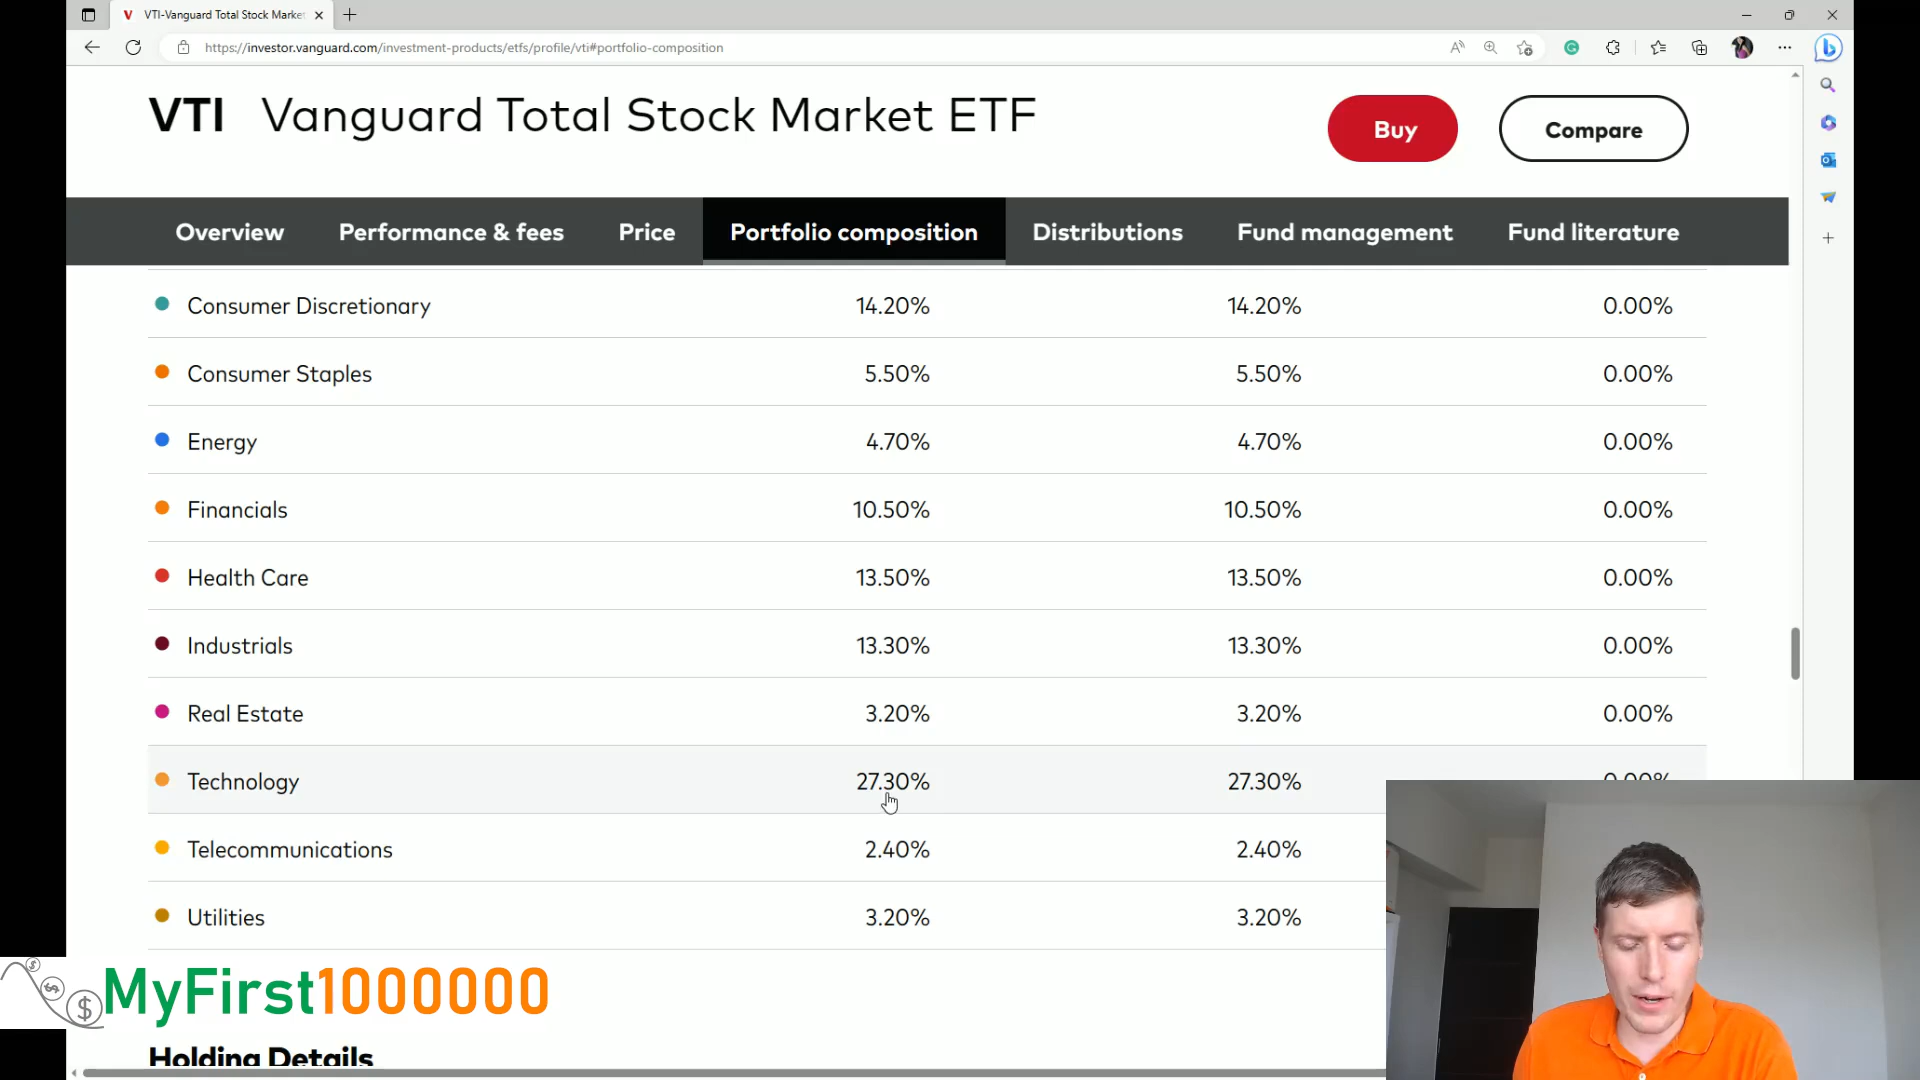 VTI-Vanguard Total Stock Market
https://investor.vanguard.com/investment-products/etfs/profile/vti#portfolio-composition
VTI Vanguard Total Stock Market ETF
Buy
Compare
Overview Performance & fees Price Portfolio composition Distributions Fund management Fund literature
Consumer Discretionary 14.20% 14.20% 0.00%
Consumer Staples 5.50% 5.50% 0.00%
Energy 4.70% 4.70% 0.00%
Financials 10.50% 10.50% 0.00%
Health Care 13.50% 13.50% 0.00%
Industrials 13.30% 13.30% 0.00%
Real Estate 3.20% 3.20% 0.00%
Technology 27.30% 27.30% 0.00%
Telecommunications 2.40% 2.40%
Utilities 3.20% 3.20%
MyFirst1000000
Holding Details